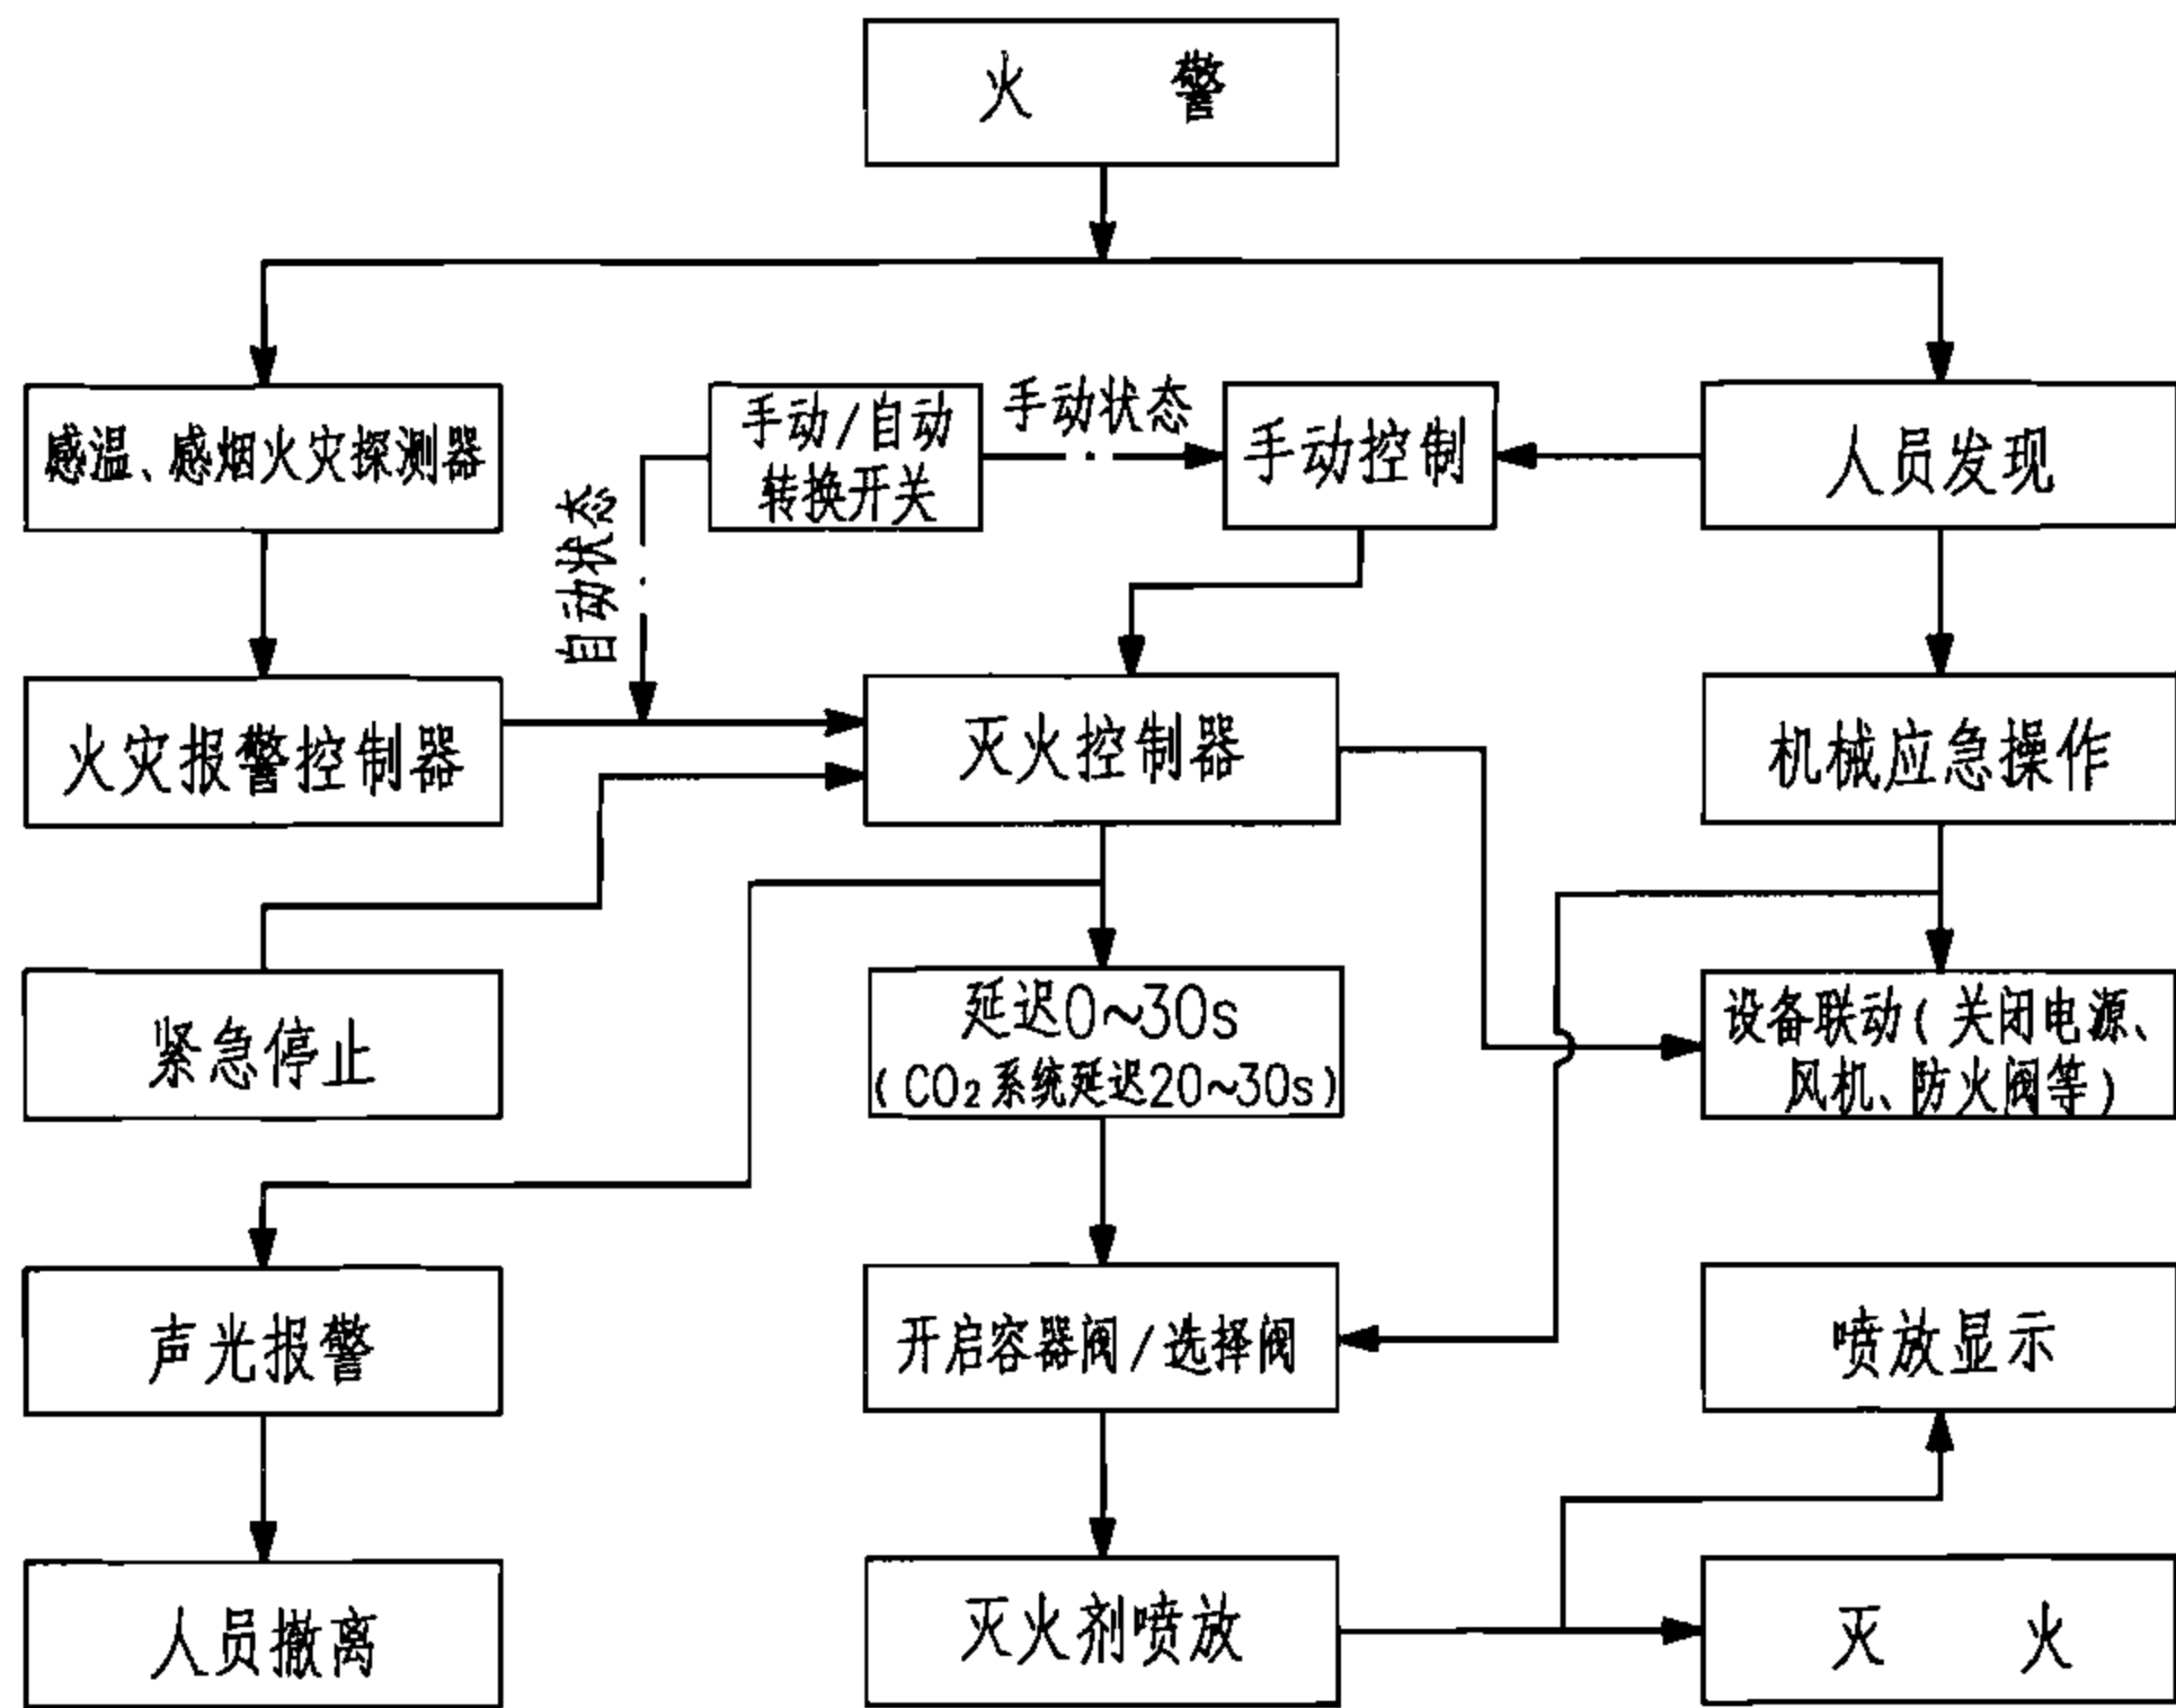 火 警
感温、感烟火灾探测器
手动/自动
转换开关
手动状态
手动控制
人员发现
自动状态
火灾报警控制器
灭火控制器
机械应急操作
紧急停止
延迟0~30s
(CO₂系统延迟20~30s)
设备联动(关闭电源、
风机、防火阀等)
声光报警
开启容器阀/选择阀
喷放显示
人员撤离
灭火剂喷放
灭 火